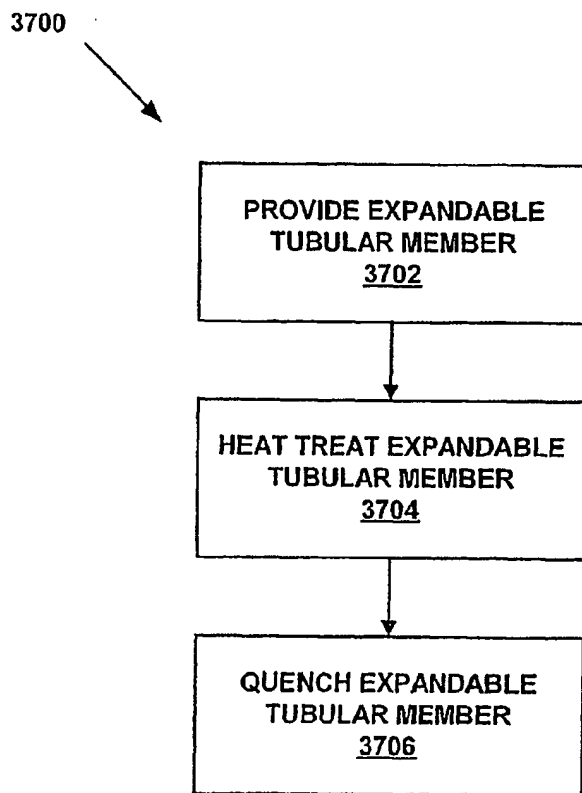 3700
PROVIDE EXPANDABLE
TUBULAR MEMBER
3702
HEAT TREAT EXPANDABLE
TUBULAR MEMBER
3704
QUENCH EXPANDABLE
TUBULAR MEMBER
3706